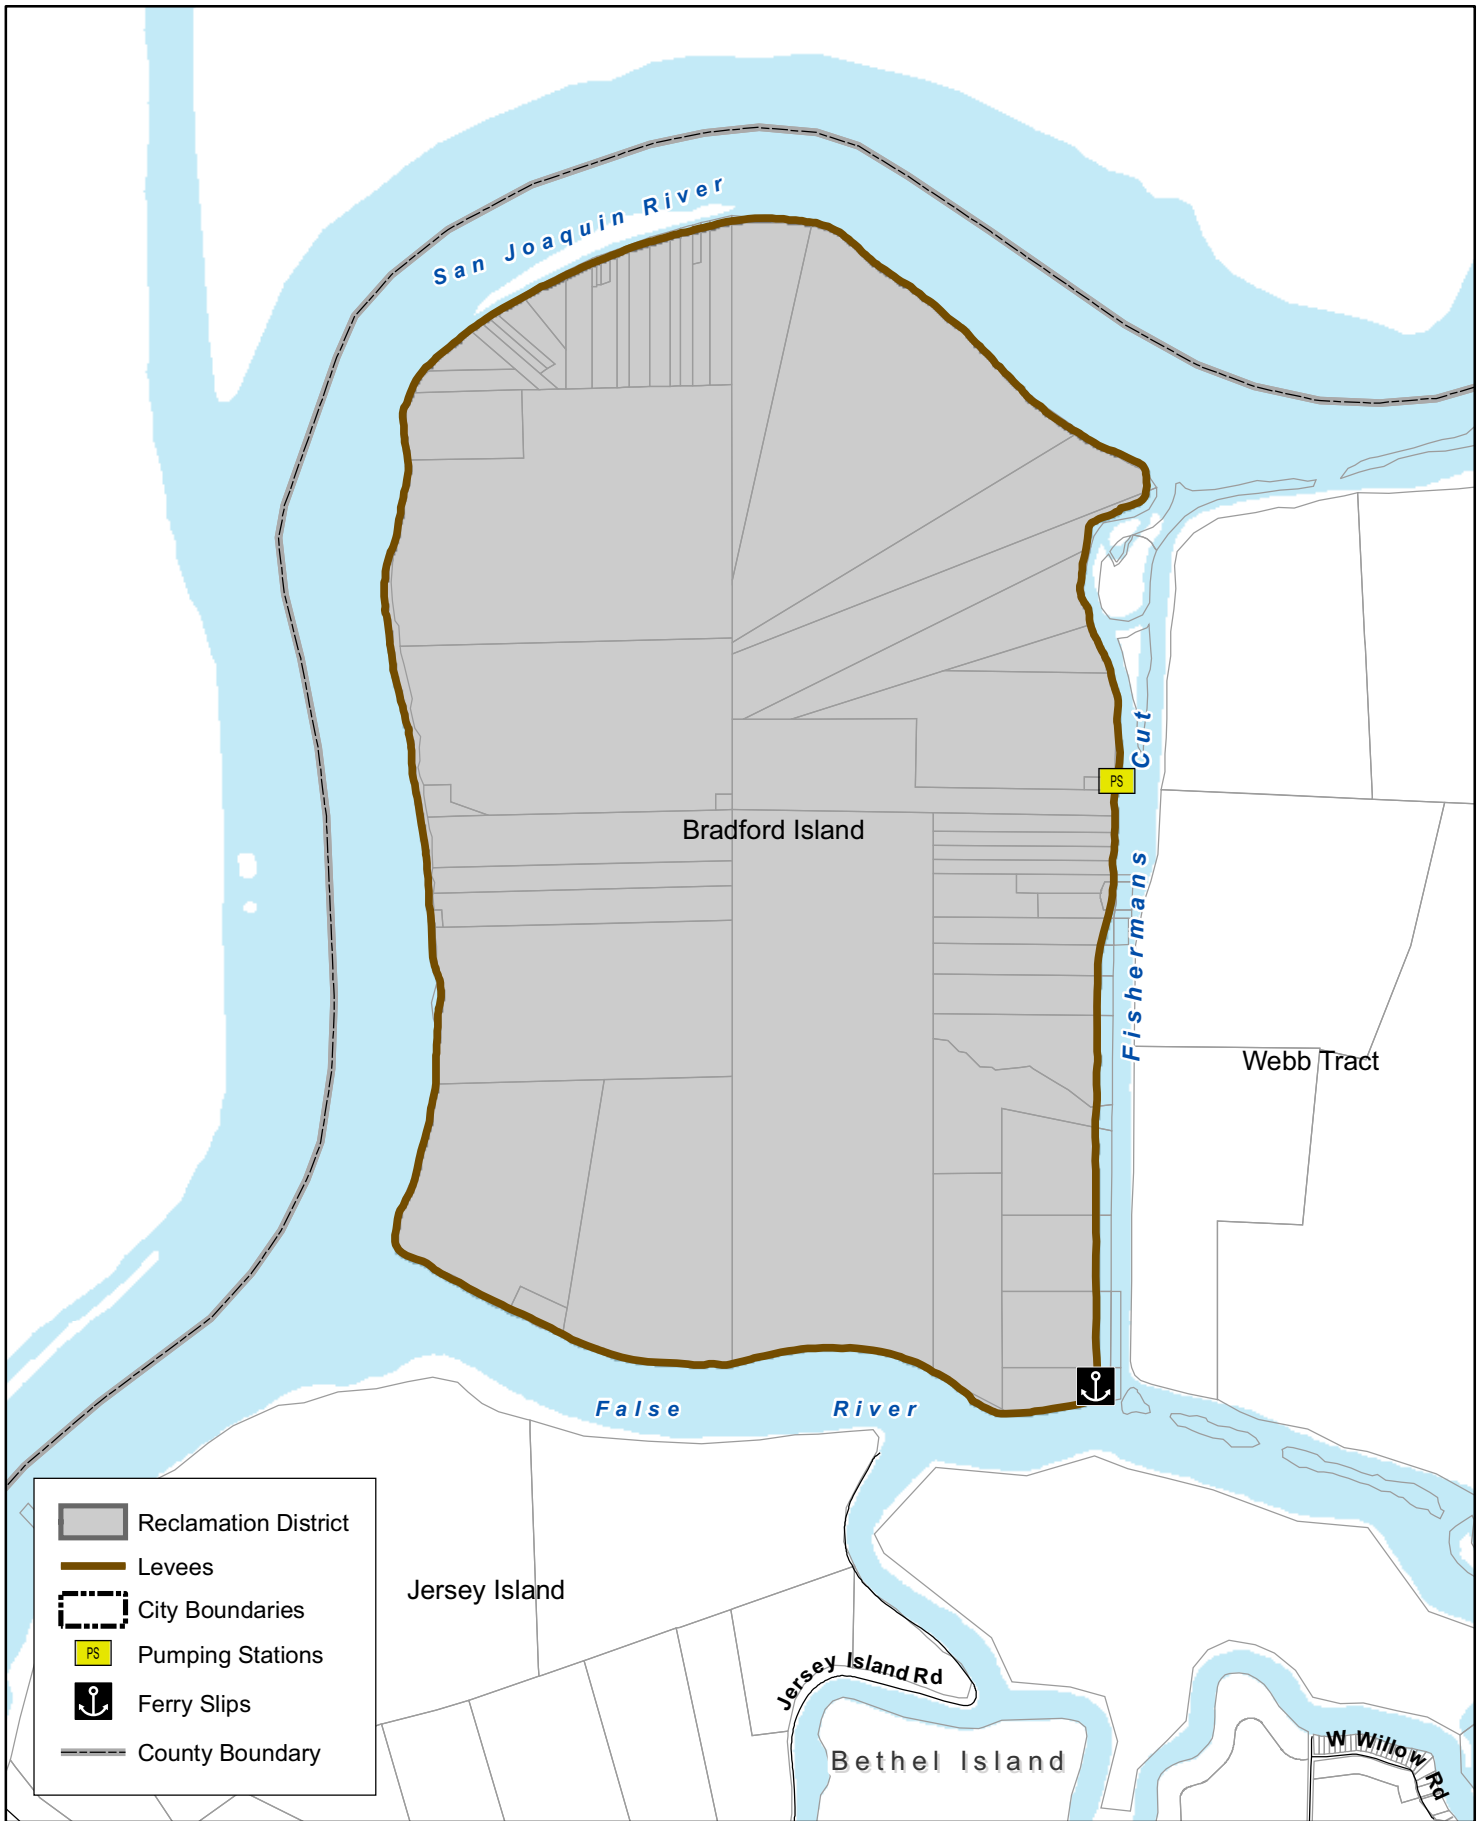 San Joaquin River
Fishermans Cut
PS
Bradford Island
Webb Tract
False River
Jersey Island
Jersey Island Rd
Bethel Island
W Willow Rd
Reclamation District
Levees
City Boundaries
PS
Pumping Stations
Ferry Slips
County Boundary